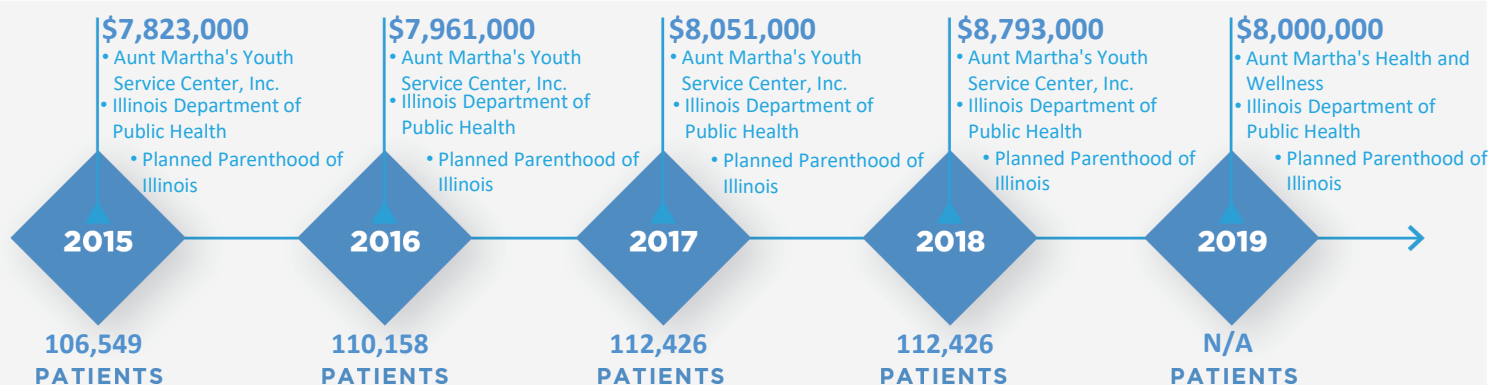 $7,823,000
• Aunt Martha's Youth
Service Center, Inc.
• Illinois Department of
Public Health
• Planned Parenthood of
Illinois
2015
106,549
PATIENTS
$7,961,000
• Aunt Martha's Youth
Service Center, Inc.
• Illinois Department of
Public Health
• Planned Parenthood of
Illinois
2016
110,158
PATIENTS
$8,051,000
• Aunt Martha's Youth
Service Center, Inc.
• Illinois Department of
Public Health
• Planned Parenthood of
Illinois
2017
112,426
PATIENTS
$8,793,000
• Aunt Martha's Youth
Service Center, Inc.
• Illinois Department of
Public Health
• Planned Parenthood of
Illinois
2018
112,426
PATIENTS
$8,000,000
• Aunt Martha's Health and
Wellness
• Illinois Department of
Public Health
• Planned Parenthood of
Illinois
2019
N/A
PATIENTS